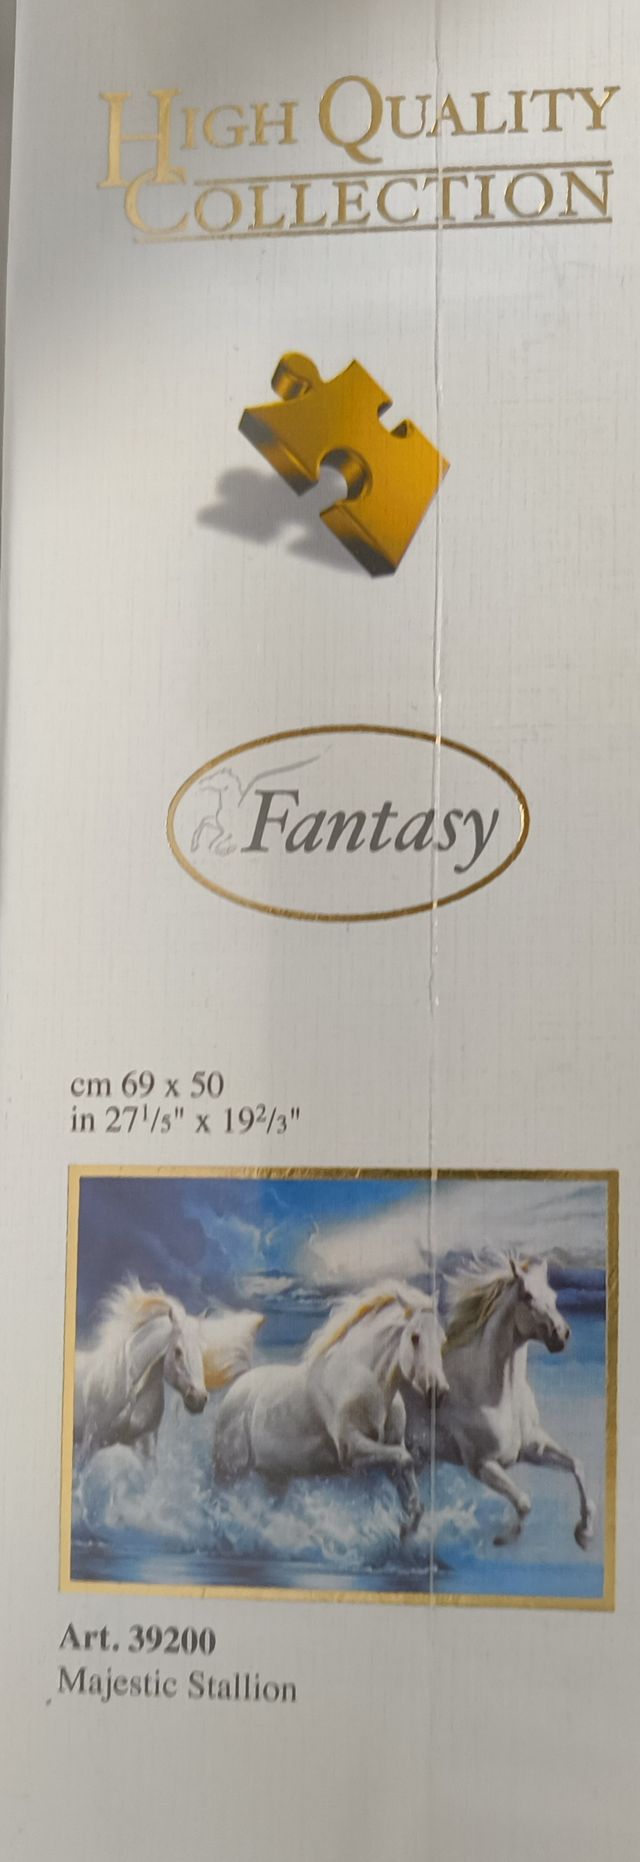 HIGH QUALITY
COLLECTION
Fantasy
cm 69 x 50
in 27¹/5" x 19²/3"
Art. 39200
Majestic Stallion